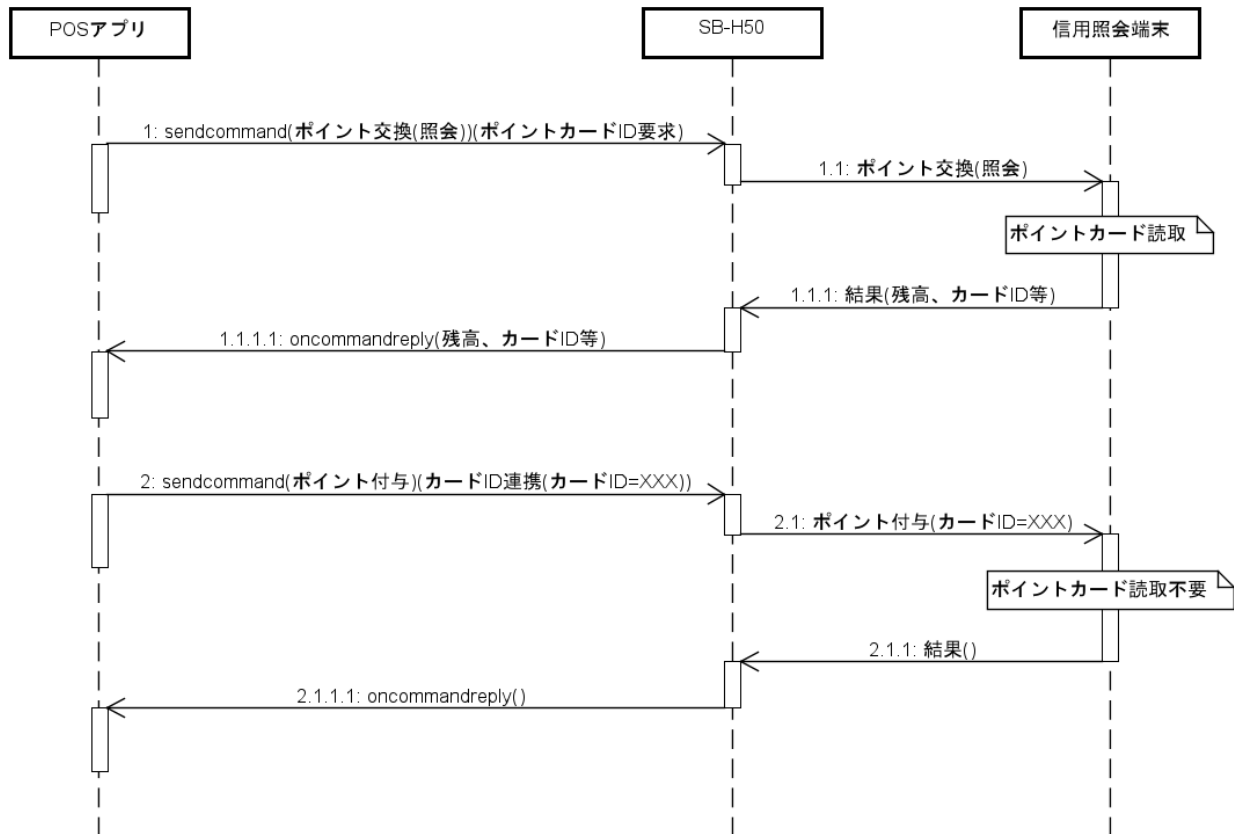 POSアプリ
SB-H50
信用照会端末
1: sendcommand(ポイント交換(照会))(ポイントカードID要求)
1.1: ポイント交換(照会)
ポイントカード読取
1.1.1: 結果(残高、カードID等)
1.1.1.1: oncommandreply(残高、カードID等)
2: sendcommand(ポイント付与)(カードID連携(カードID=XXX))
2.1: ポイント付与(カードID=XXX)
ポイントカード読取不要
2.1.1: 結果()
2.1.1.1: oncommandreply()